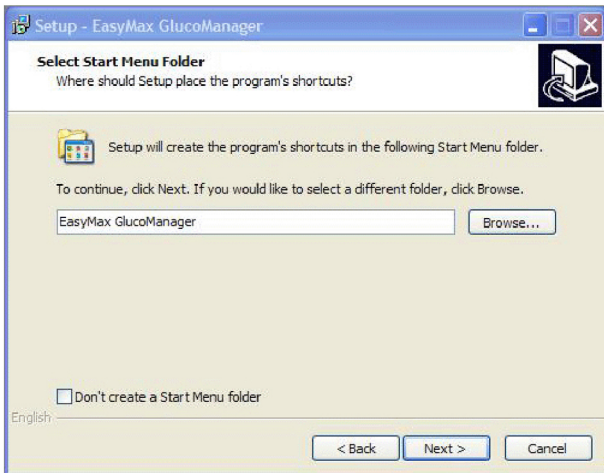 Setup - EasyMax GlucoManager
Select Start Menu Folder
Where should Setup place the program's shortcuts?
Setup will create the program's shortcuts in the following Start Menu folder.
To continue, click Next. If you would like to select a different folder, click Browse.
EasyMax GlucoManager
Browse...
Don't create a Start Menu folder
English
< Back
Next >
Cancel